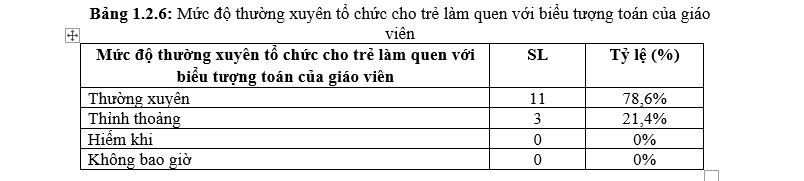 Bảng 1.2.6: Mức độ thường xuyên tổ chức cho trẻ làm quen với biểu tượng toán của giáo
viên
Mức độ thường xuyên tổ chức cho trẻ làm quen với
biểu tượng toán của giáo viên
SL
Tỷ lệ (%)
Thường xuyên 11 78,6%
Thỉnh thoảng 3 21,4%
Hiếm khi 0 0%
Không bao giờ 0 0%